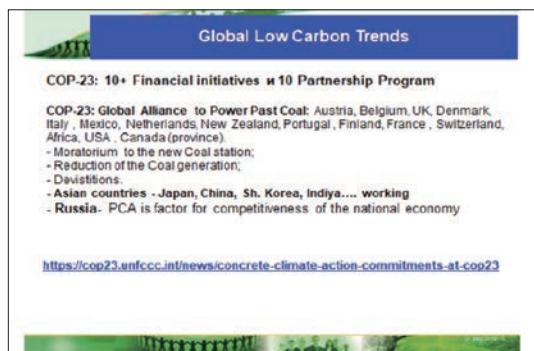 Global Low Carbon Trends
COP-23: 10+ Financial initiatives и 10 Partnership Program
COP-23: Global Alliance to Power Past Coal: Austria, Belgium, UK, Denmark,
Italy , Mexico, Netherlands, New Zealand, Portugal , Finland, France , Switzerland,
Africa, USA , Canada (province).
- Moratorium to the new Coal station;
- Reduction of the Coal generation;
- Devistitions.
- Asian countries - Japan, China, Sh. Korea, Indiya.... working
- Russia- PCA is factor for competitiveness of the national economy
https://cop23.unfccc.int/news/concrete-climate-action-commitments-at-cop23